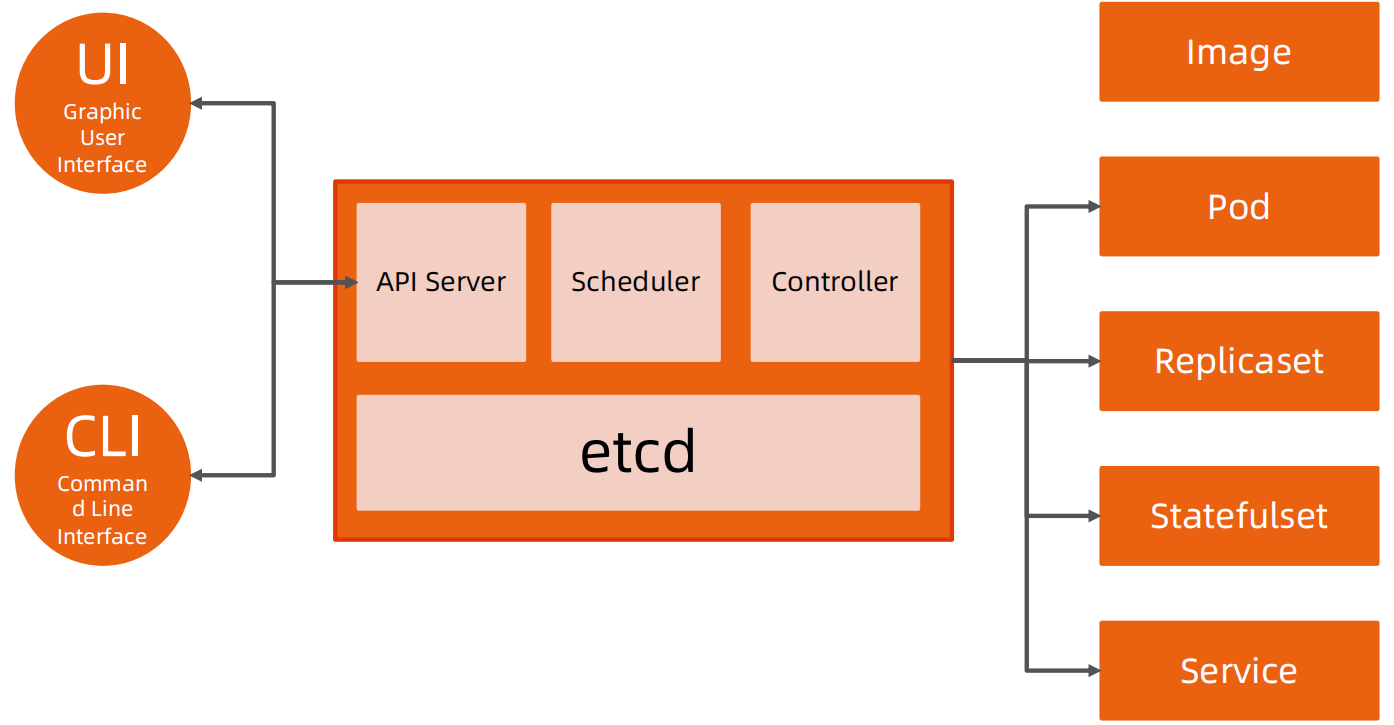 UI
Graphic
User
Interface
CLI
Comman
d Line
Interface
API Server
Scheduler
Controller
etcd
Image
Pod
Replicaset
Statefulset
Service